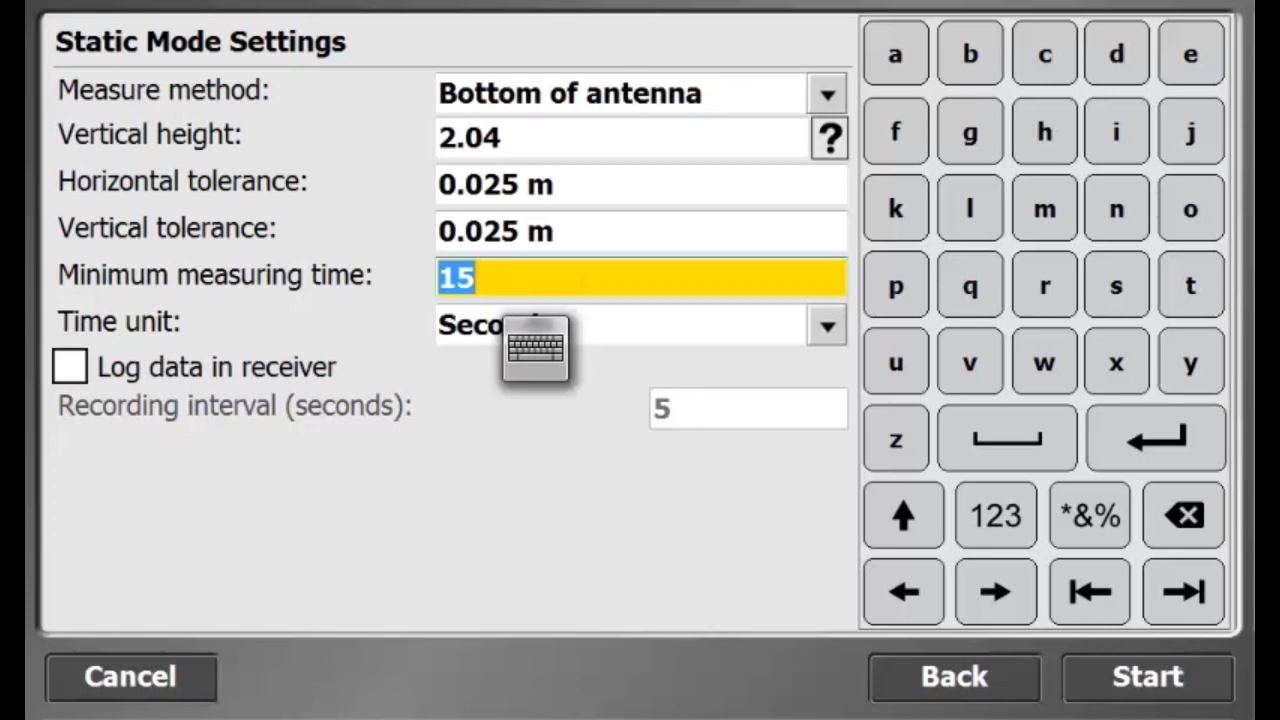 Static Mode Settings
Measure method: Bottom of antenna
Vertical height: 2.04 ?
Horizontal tolerance: 0.025 m
Vertical tolerance: 0.025 m
Minimum measuring time: 15
Time unit:
Log data in receiver
Recording interval (seconds): 5
a b c d e
f g h i j
k l m n o
p q r s t
u v w x y
z
123 *&%
Cancel Back Start